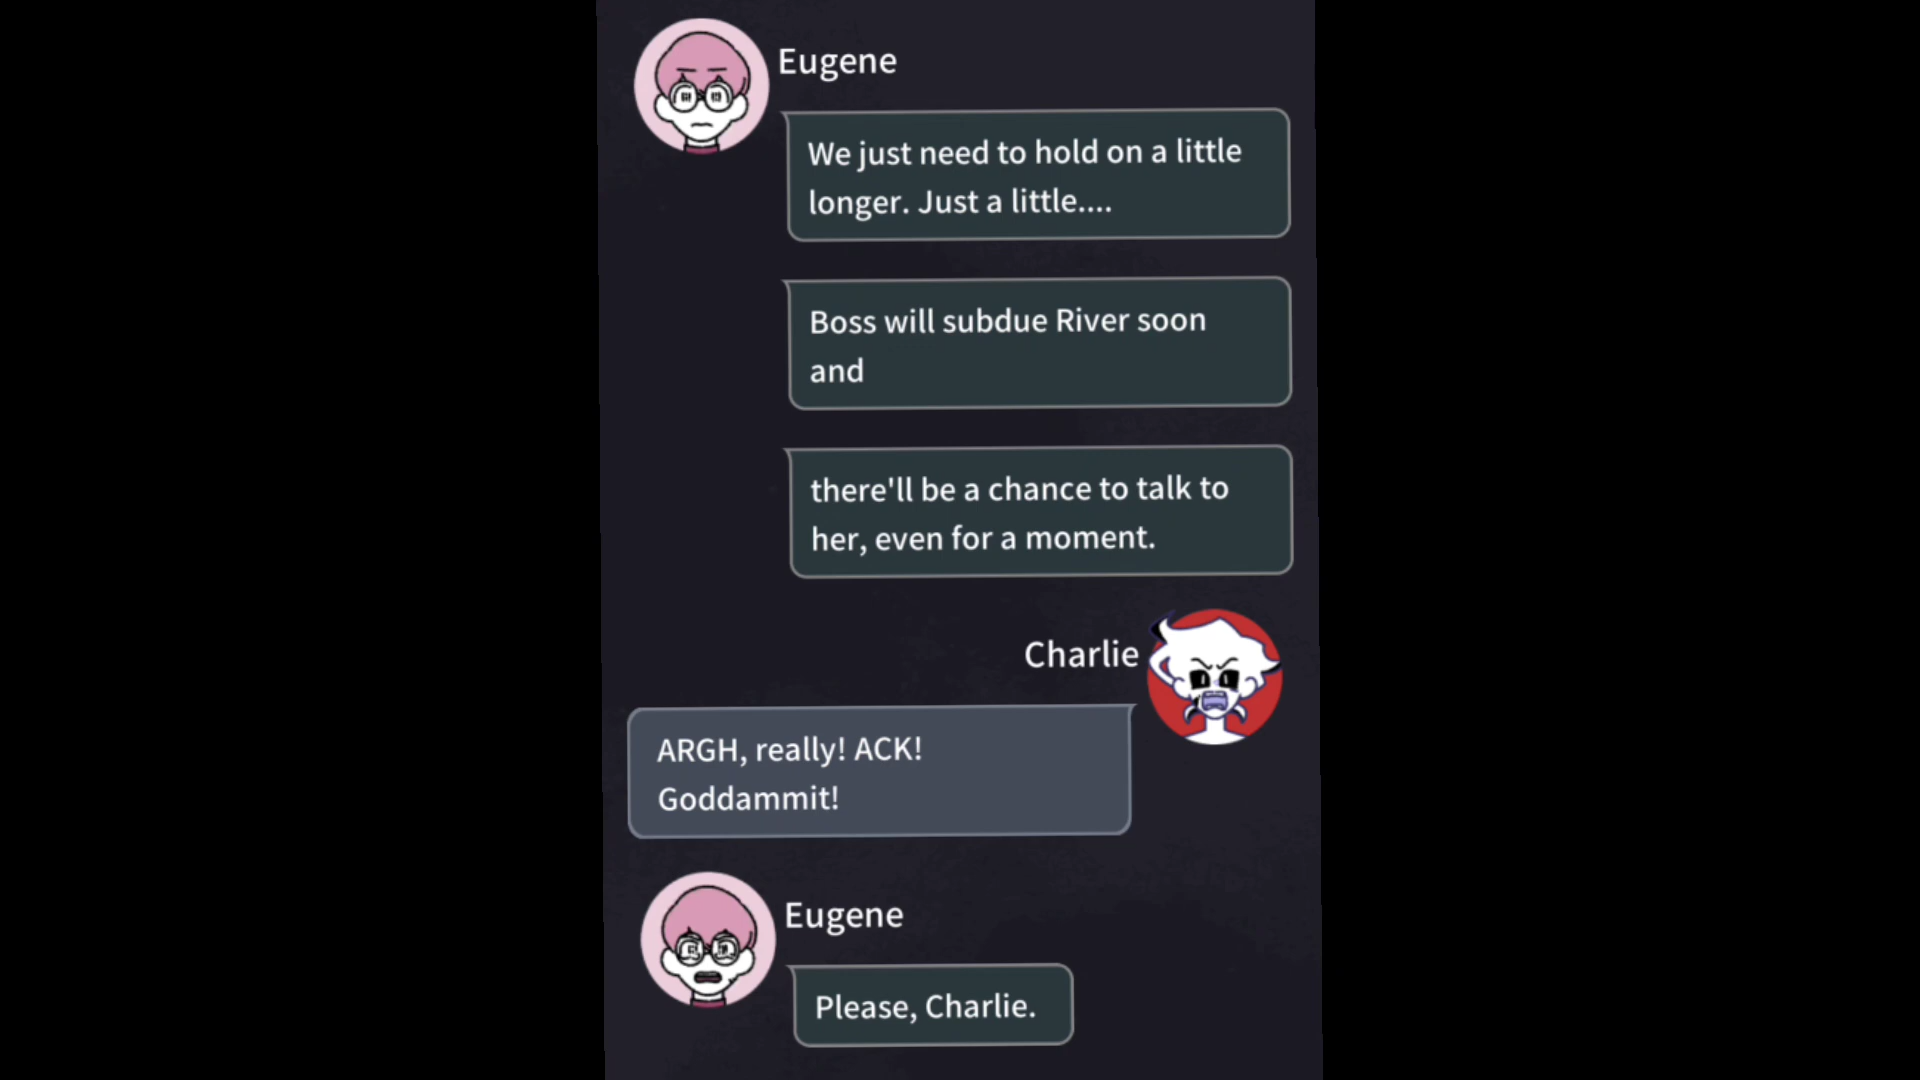 Eugene
We just need to hold on a little
longer. Just a little....
Boss will subdue River soon
and
there'll be a chance to talk to
her, even for a moment.
Charlie
ARGH, really! ACK!
Goddammit!
Eugene
Please, Charlie.